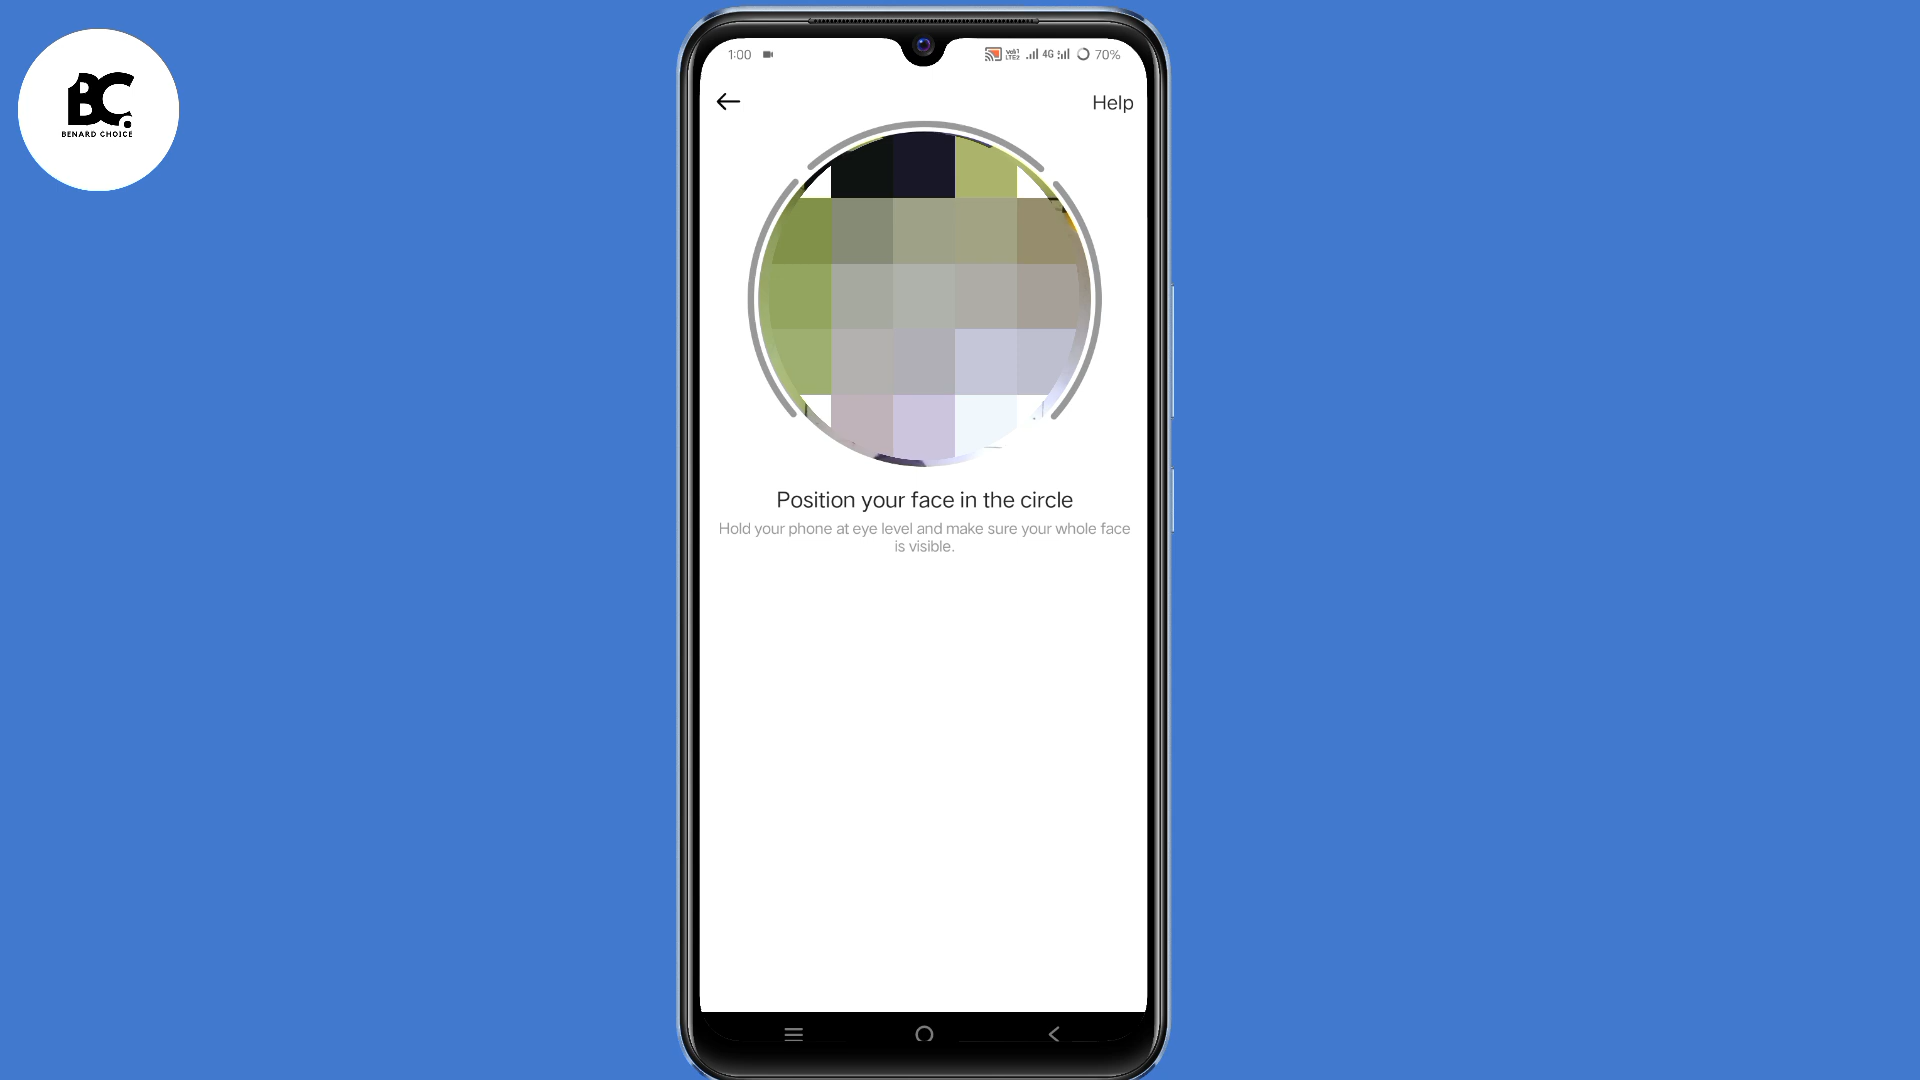 BC.
BENARD CHOICE
1:00
4G
70%
Help
Position your face in the circle
Hold your phone at eye level and make sure your whole face
is visible.